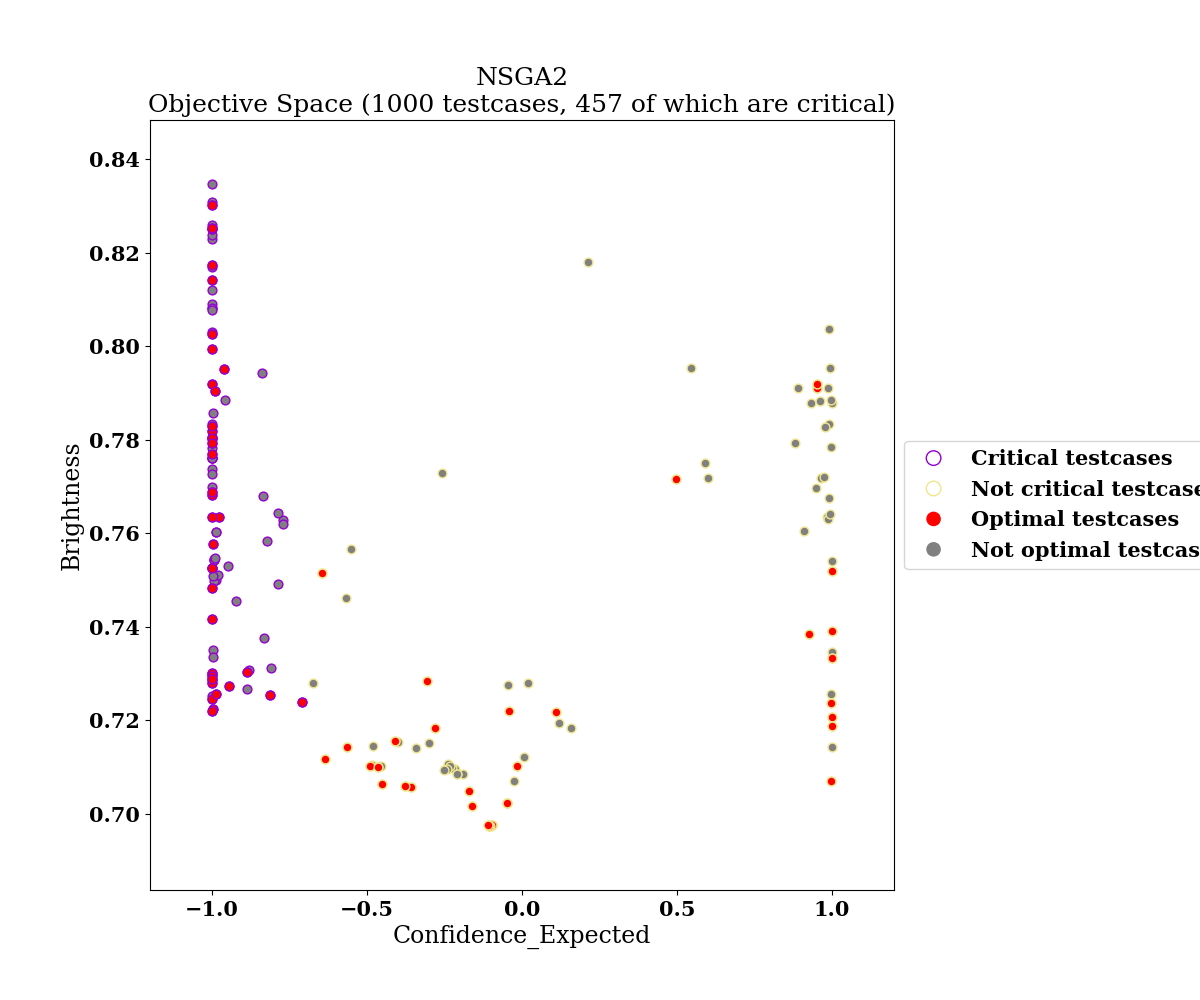 NSGA2
Objective Space (1000 testcases, 457 of which are critical)
0.84
0.82
0.80
0.78
0.76
0.74
0.72
0.70
Brightness
−1.0
−0.5
0.0
0.5
1.0
Confidence_Expected
Critical testcases
Not critical testcase
Optimal testcases
Not optimal testcas